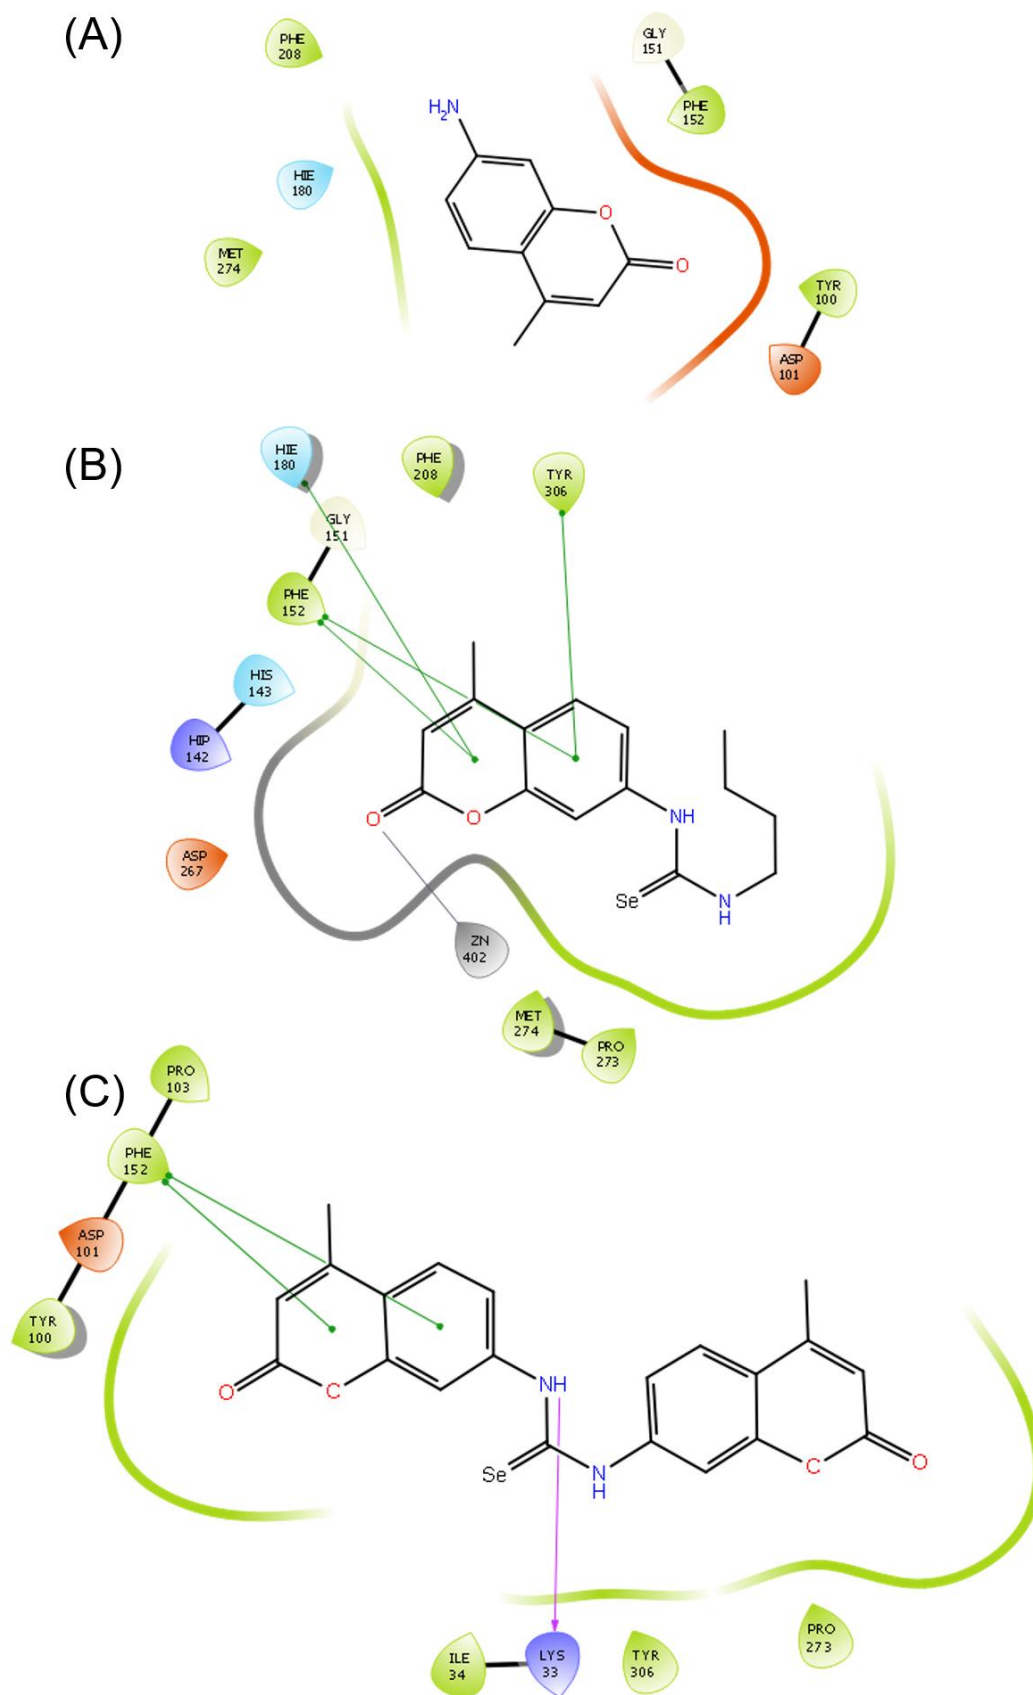 (A)
PHE
208
GLY
151
H2N
PHE
152
HIE
180
O
MET
274
O
TYR
100
ASP
101
(B)
HIE
180
PHE
208
TYR
306
GLY
151
PHE
152
HIS
143
HIP
142
O
O
NH
ASP
267
Se
N
H
ZN
402
MET
274
PRO
273
(C)
PRO
103
PHE
152
ASP
101
TYR
100
O
C
NH
Se
N
H
C
O
ILE
34
LYS
33
TYR
306
PRO
273